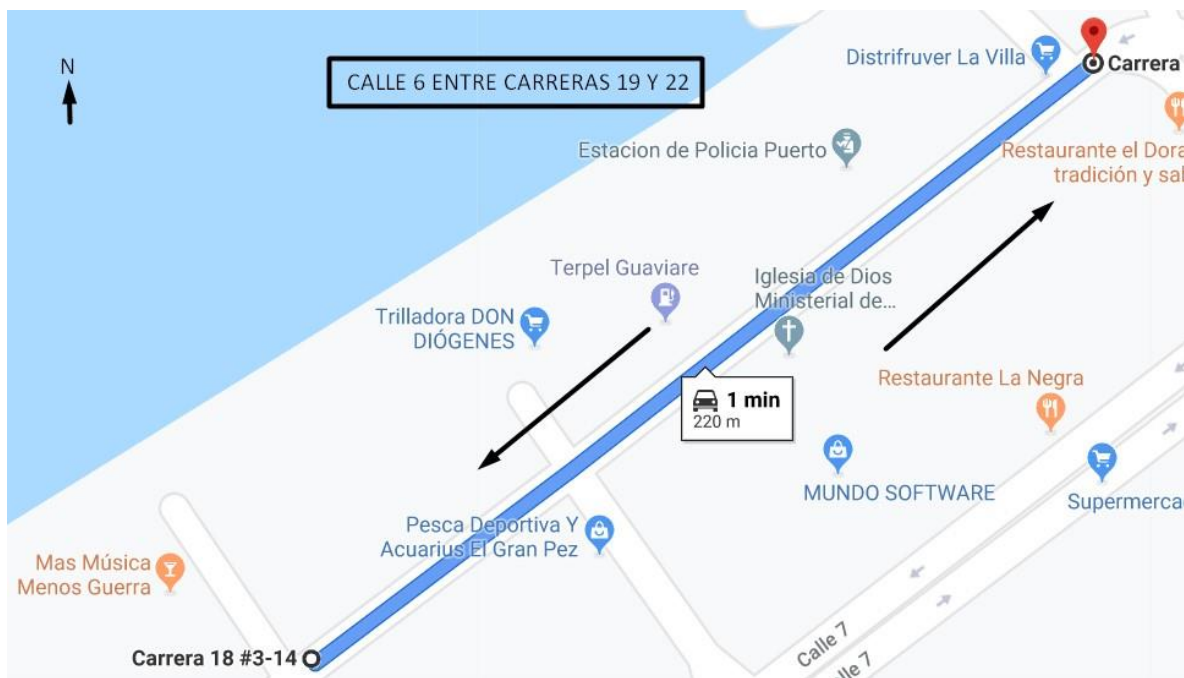 N
CALLE 6 ENTRE CARRERAS 19 Y 22
Distrifruver La Villa
Carrera
Estacion de Policia Puerto
Restaurante el Dora
tradición y sal
Terpel Guaviare
Iglesia de Dios
Ministerial de...
Trilladora DON
DIÓGENES
1 min
220 m
Restaurante La Negra
MUNDO SOFTWARE
Supermerca
Pesca Deportiva Y
Acuarius El Gran Pez
Mas Música
Menos Guerra
Carrera 18 #3-14
Calle 7
lle 7